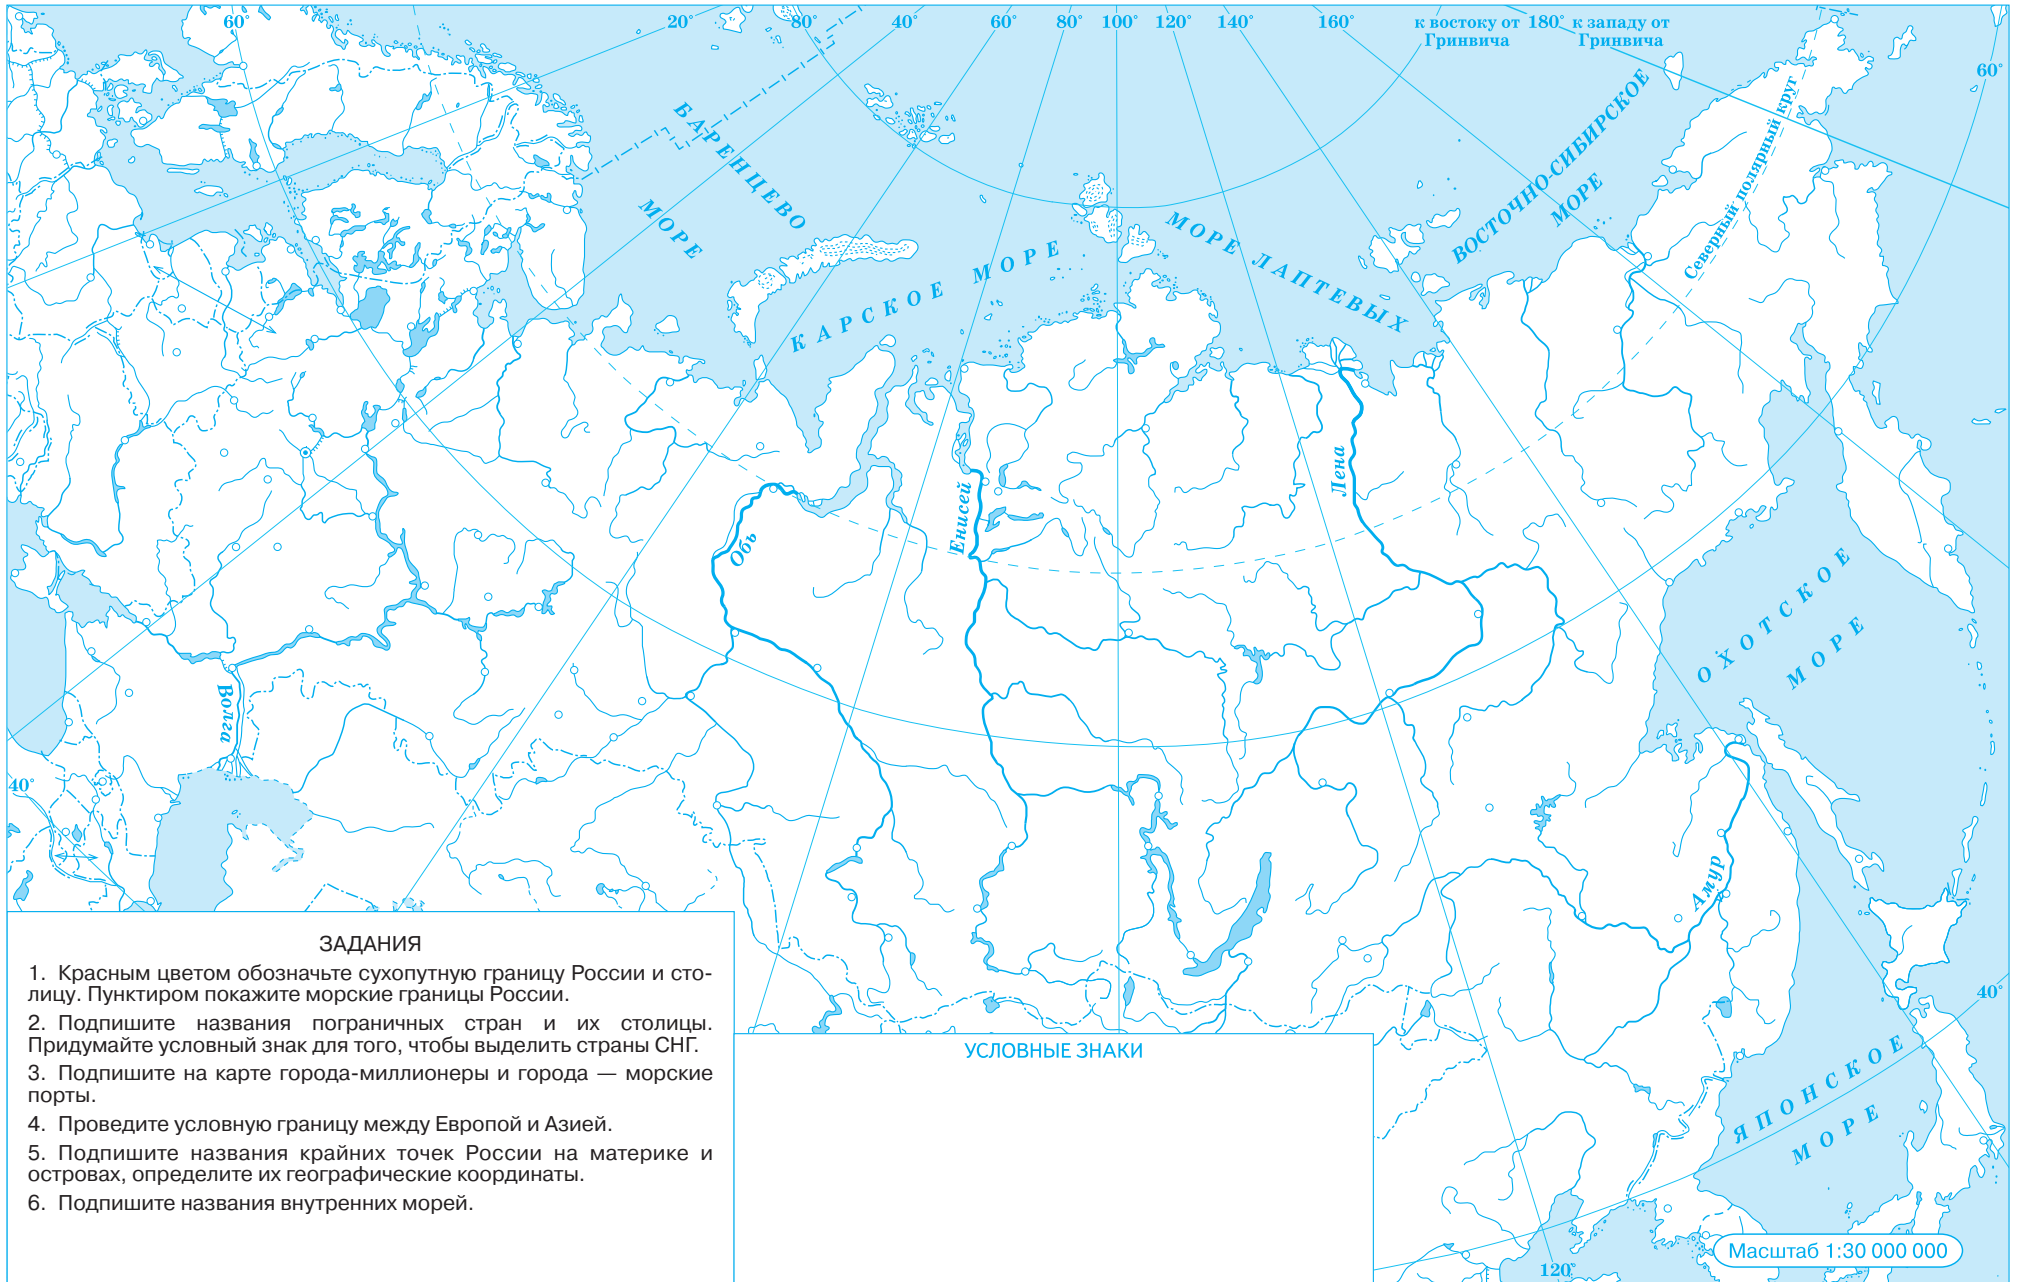 60° 20° 80° 40° 60° 80° 100° 120° 140° 160° к востоку от 180° к западу от
Гринвича Гринвича
60°
БАРЕНЦЕВО
МОРЕ
КАРСКОЕ МОРЕ
МОРЕ ЛАПТЕВЫХ
ВОСТОЧНО-СИБИРСКОЕ
МОРЕ
Северный полярный круг
Лена
Енисей
Обь
ОХОТСКОЕ
МОРЕ
Волга
40°
Амур
40°
ЯПОНСКОЕ
МОРЕ
ЗАДАНИЯ
1. Красным цветом обозначьте сухопутную границу России и сто-
лицу. Пунктиром покажите морские границы России.
2. Подпишите названия пограничных стран и их столицы.
Придумайте условный знак для того, чтобы выделить страны СНГ.
3. Подпишите на карте города-миллионеры и города — морские
порты.
4. Проведите условную границу между Европой и Азией.
5. Подпишите названия крайних точек России на материке и
островах, определите их географические координаты.
6. Подпишите названия внутренних морей.
УСЛОВНЫЕ ЗНАКИ
Масштаб 1:30 000 000
120°